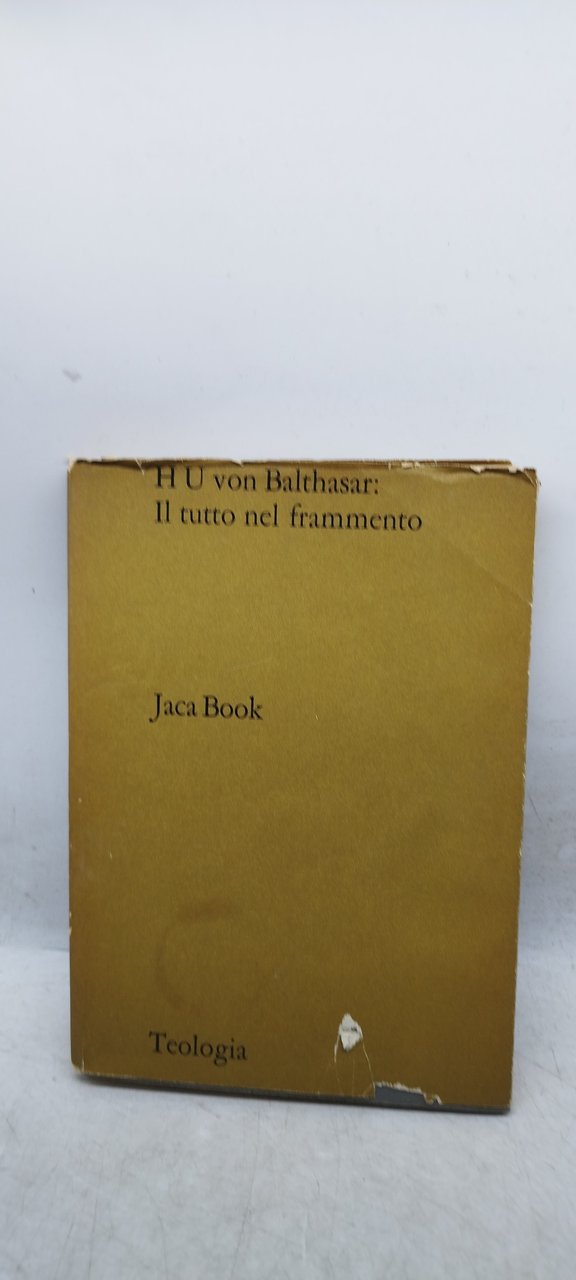 H U von Balthasar:
Il tutto nel frammento
Jaca Book
Teologia